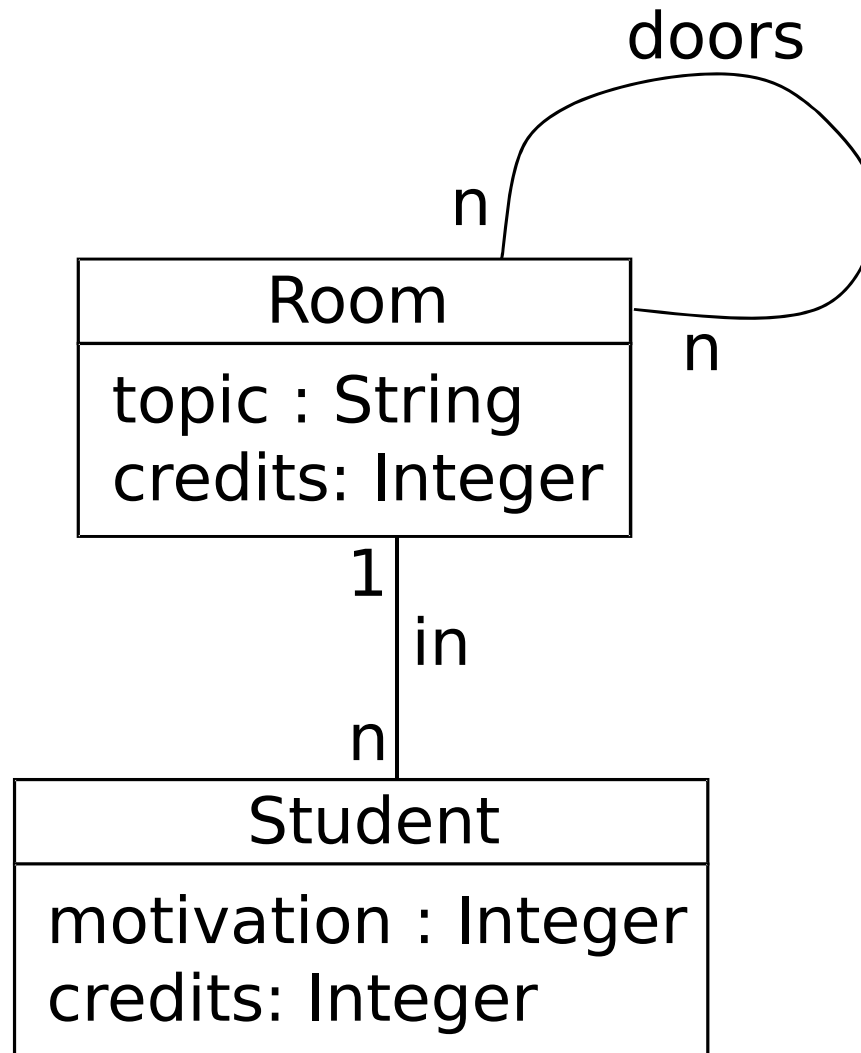 doors
n
Room
n
topic : String
credits: Integer
1
in
n
Student
motivation : Integer
credits: Integer